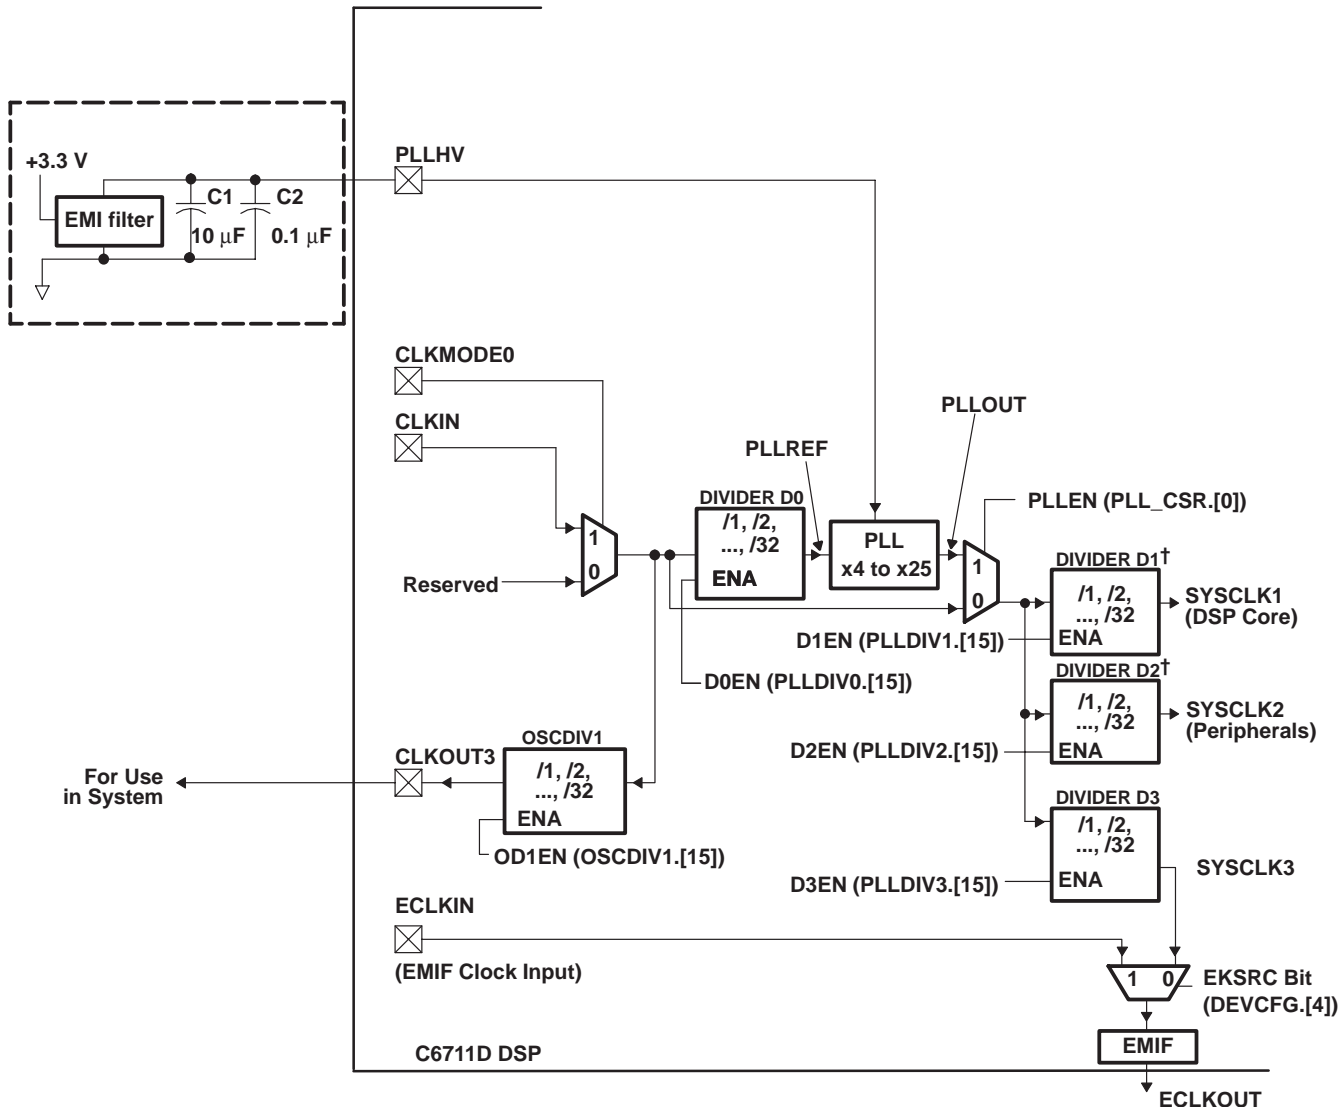 +3.3 V
EMI filter
C1
C2
10 μF
0.1 μF
PLLHV
CLKMODE0
CLKIN
Reserved
1
0
DIVIDER D0
/1, /2,
..., /32
ENA
D0EN (PLLDIV0.[15])
PLLREF
PLL
x4 to x25
PLLOUT
PLLEN (PLL_CSR.[0])
1
0
DIVIDER D1†
/1, /2,
..., /32
ENA
D1EN (PLLDIV1.[15])
SYSCLK1
(DSP Core)
DIVIDER D2†
/1, /2,
..., /32
ENA
D2EN (PLLDIV2.[15])
SYSCLK2
(Peripherals)
DIVIDER D3
/1, /2,
..., /32
ENA
D3EN (PLLDIV3.[15])
SYSCLK3
For Use
in System
CLKOUT3
OSCDIV1
/1, /2,
..., /32
ENA
OD1EN (OSCDIV1.[15])
ECLKIN
(EMIF Clock Input)
1 0
EKSRC Bit
(DEVCFG.[4])
EMIF
C6711D DSP
ECLKOUT